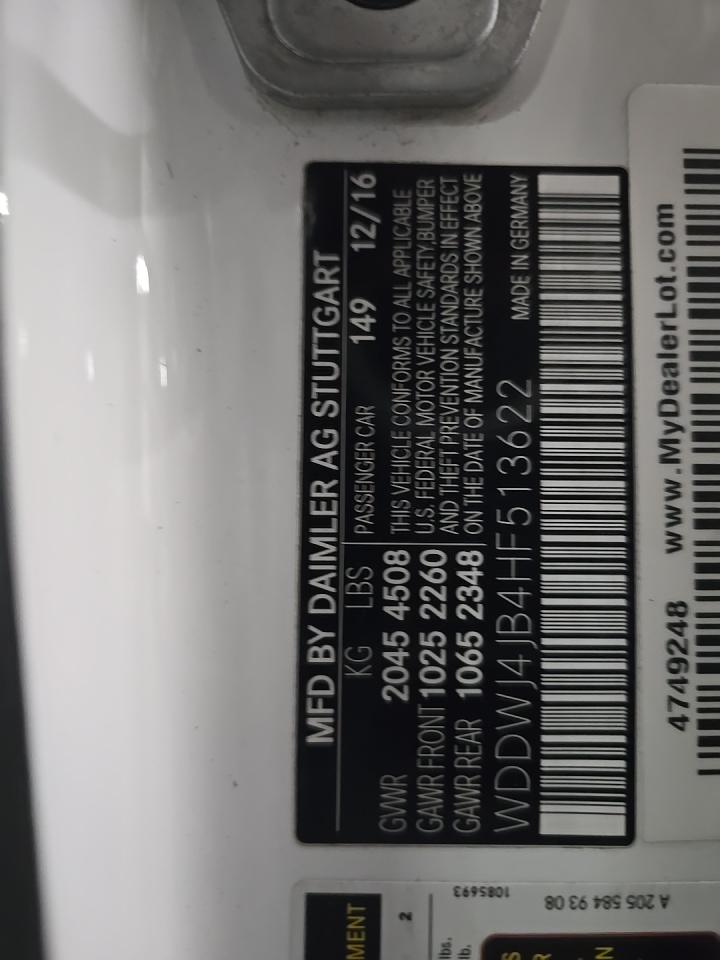 MFD BY DAIMLER AG STUTTGART
KG LBS PASSENGER CAR 149 12/16
GVWR 2045 4508 THIS VEHICLE CONFORMS TO ALL APPLICABLE
GAWR FRONT 1025 2260 U.S. FEDERAL MOTOR VEHICLE SAFETY, BUMPER
AND THEFT PREVENTION STANDARDS IN EFFECT
GAWR REAR 1065 2348 ON THE DATE OF MANUFACTURE SHOWN ABOVE
WDDWJ4JB4HF513622 MADE IN GERMANY
4749248 www.MyDealerLot.com
MENT
2
1085693
lbs.
lbs.
A 205 584 93 08
S
R
N